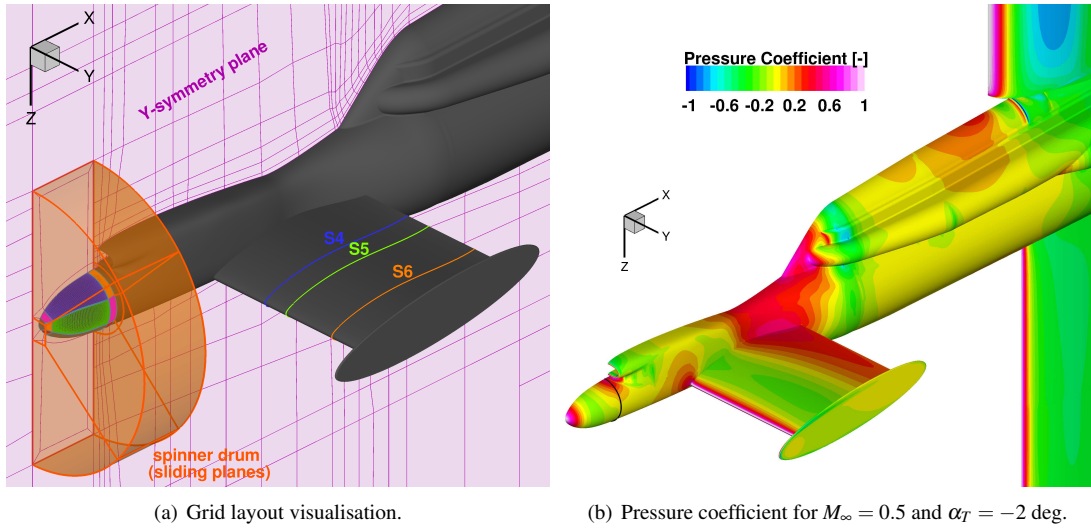 X
Y
Z
Y-symmetry plane
S4
S5
S6
spinner drum
(sliding planes)
(a) Grid layout visualisation.
Pressure Coefficient [-]
-1 -0.6 -0.2 0.2 0.6 1
X
Y
Z
(b) Pressure coefficient for M∞ = 0.5 and αT = −2 deg.